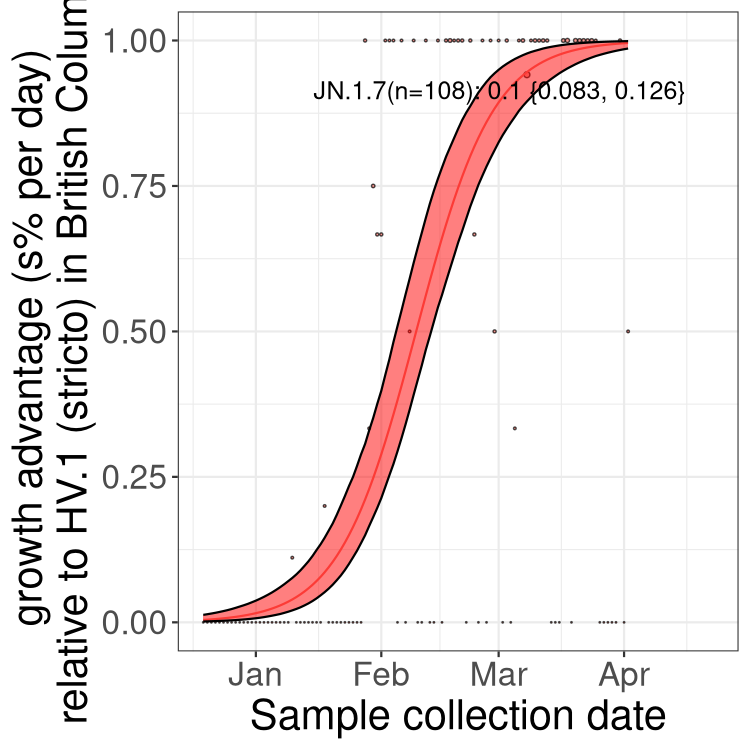 growth advantage (s% per day)
relative to HV.1 (stricto) in British Colum
1.00
0.75
0.50
0.25
0.00
JN.1.7(n=108): 0.1 {0.083, 0.126}
Jan Feb Mar Apr
Sample collection date